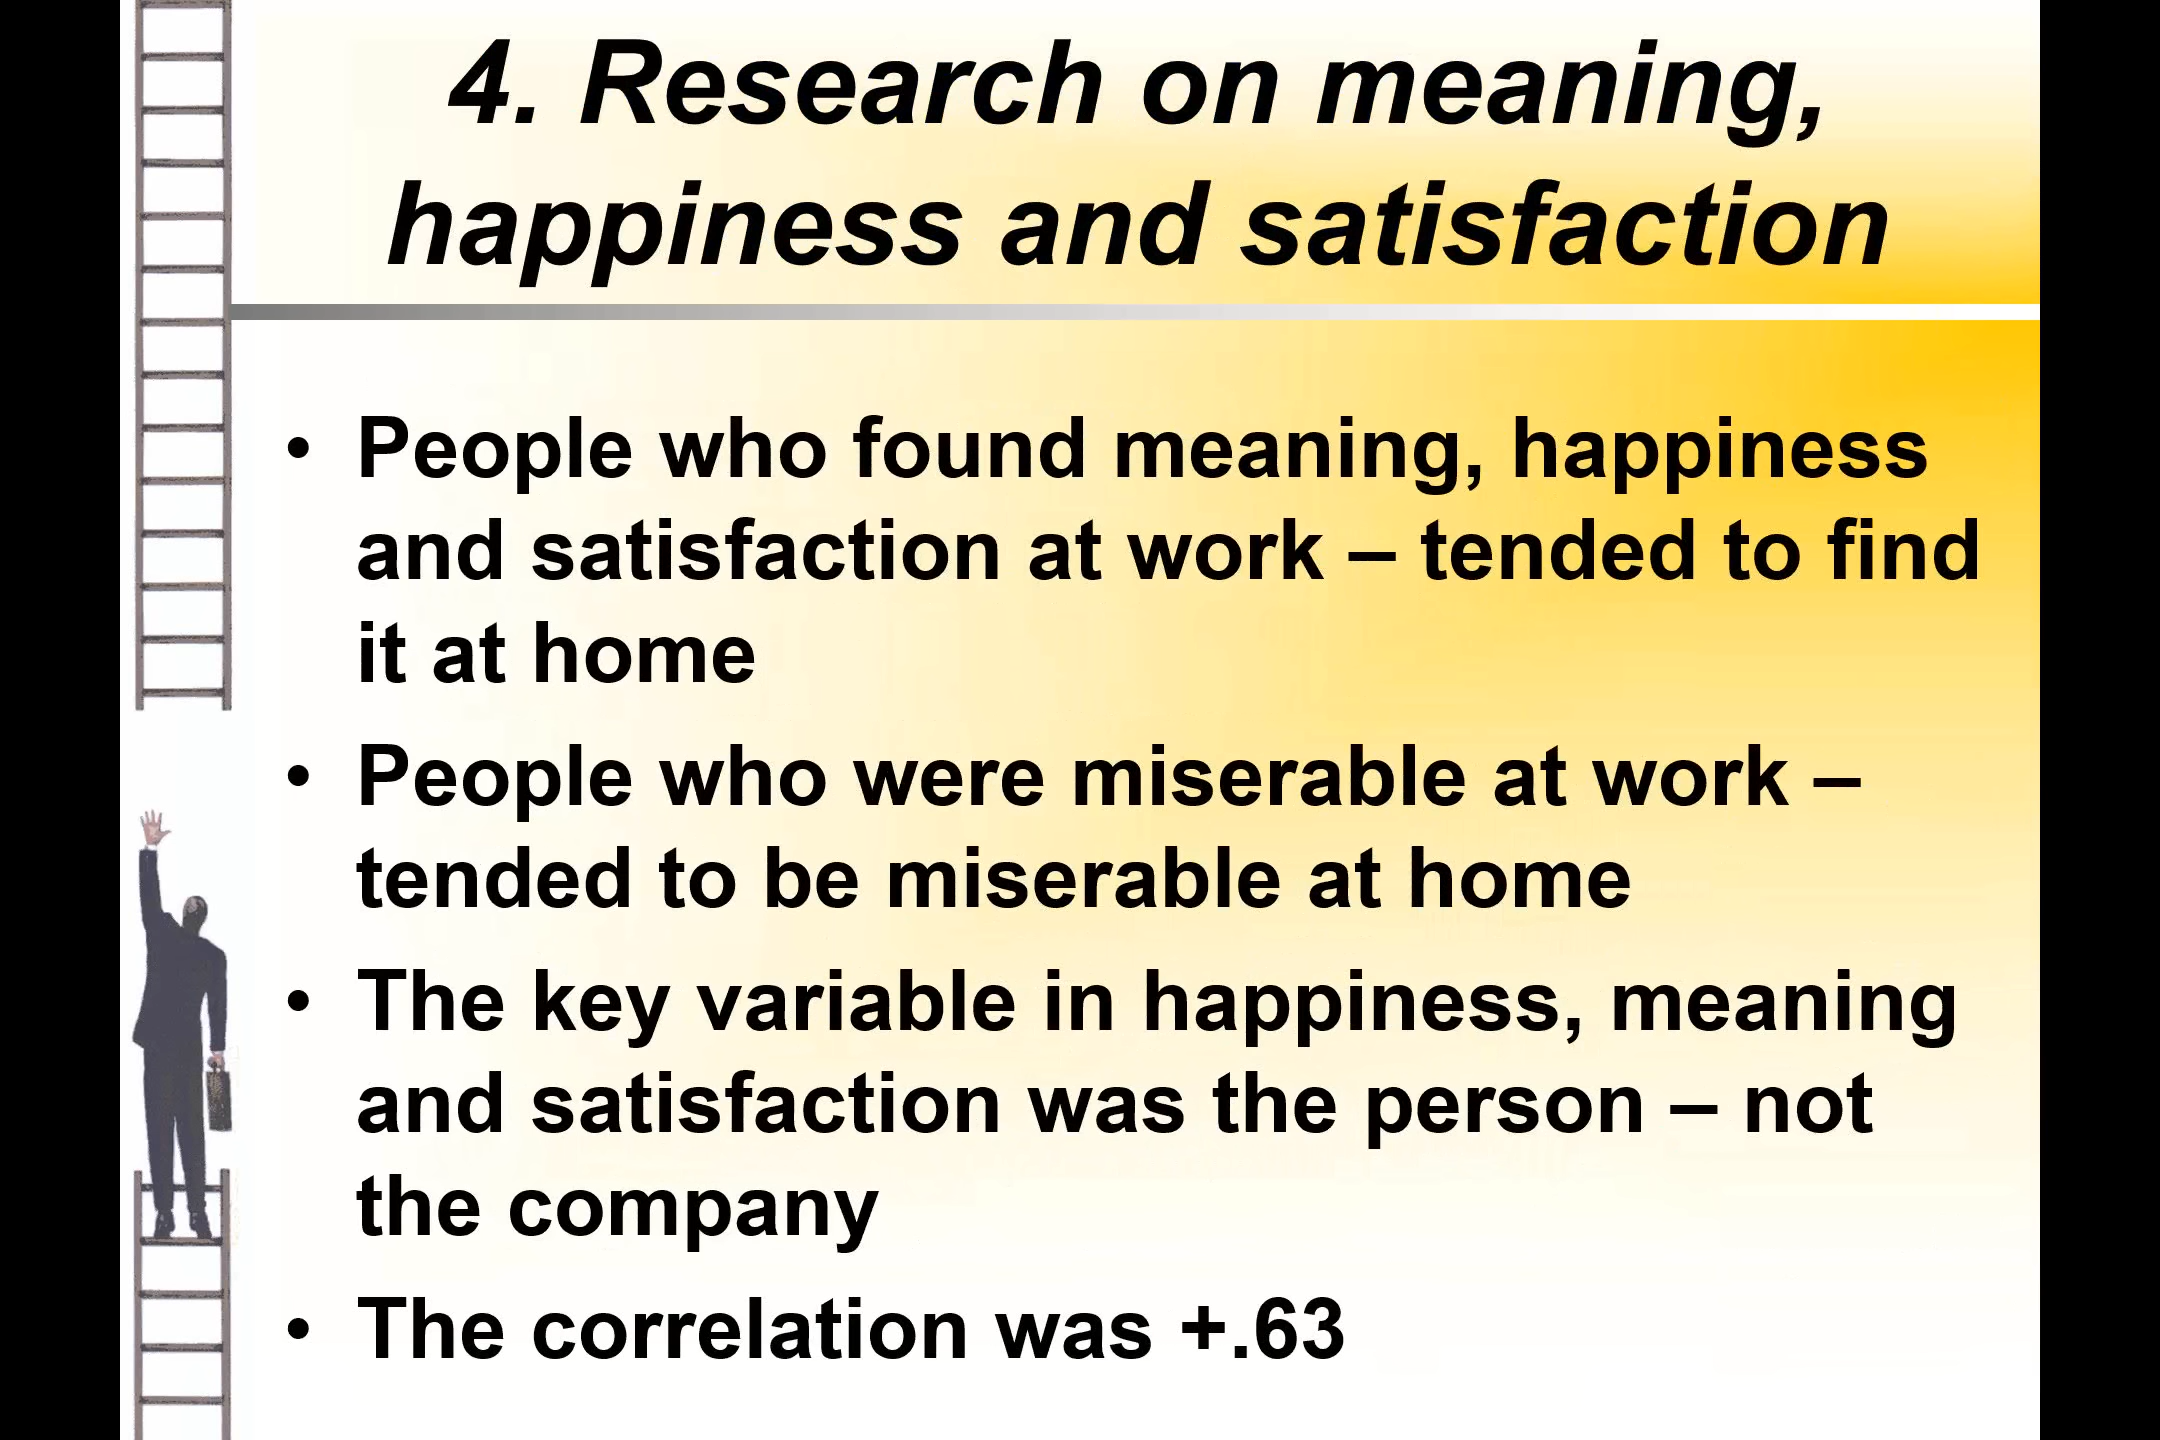 4. Research on meaning,
happiness and satisfaction
• People who found meaning, happiness
and satisfaction at work – tended to find
it at home
• People who were miserable at work –
tended to be miserable at home
• The key variable in happiness, meaning
and satisfaction was the person – not
the company
• The correlation was +.63